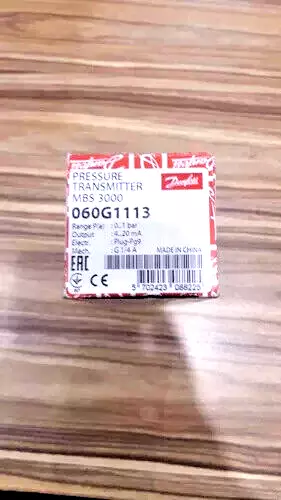 PRESSURE
TRANSMITTER
MBS 3000
Danfoss
060G1113
Range P(e) : 0..1 bar
Output : 4..20 mA
Electr. : Plug-Pg9
Mech. : G 1/4 A
MADE IN CHINA
EAC
CE
5 702423 088225